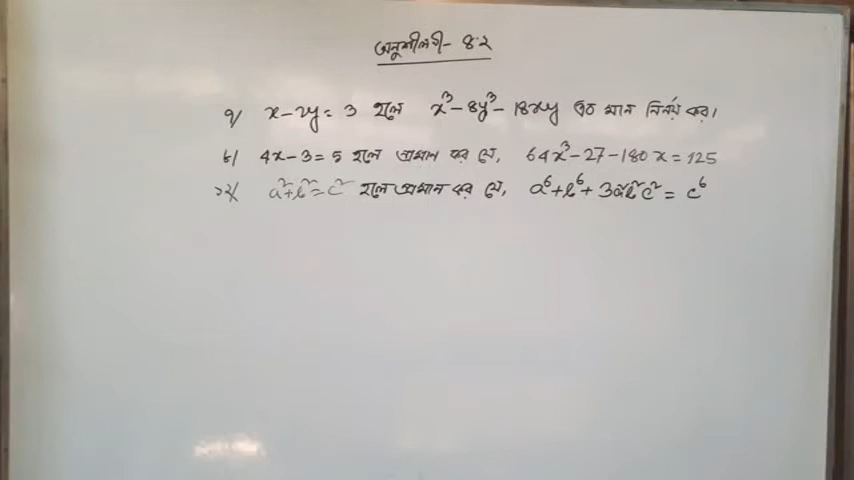 অনুশীলনী- ৪.২
৭/ x-2y= 3 হলে x³-8y³-18xy এর মান নির্নয় কর।
৮। 4x-3=5 হলে প্রমান কর যে, 64x³-27-180x=125
১২/ a²+b²=c² হলে প্রমান কর যে, a⁶+b⁶+3a²b²c² = c⁶